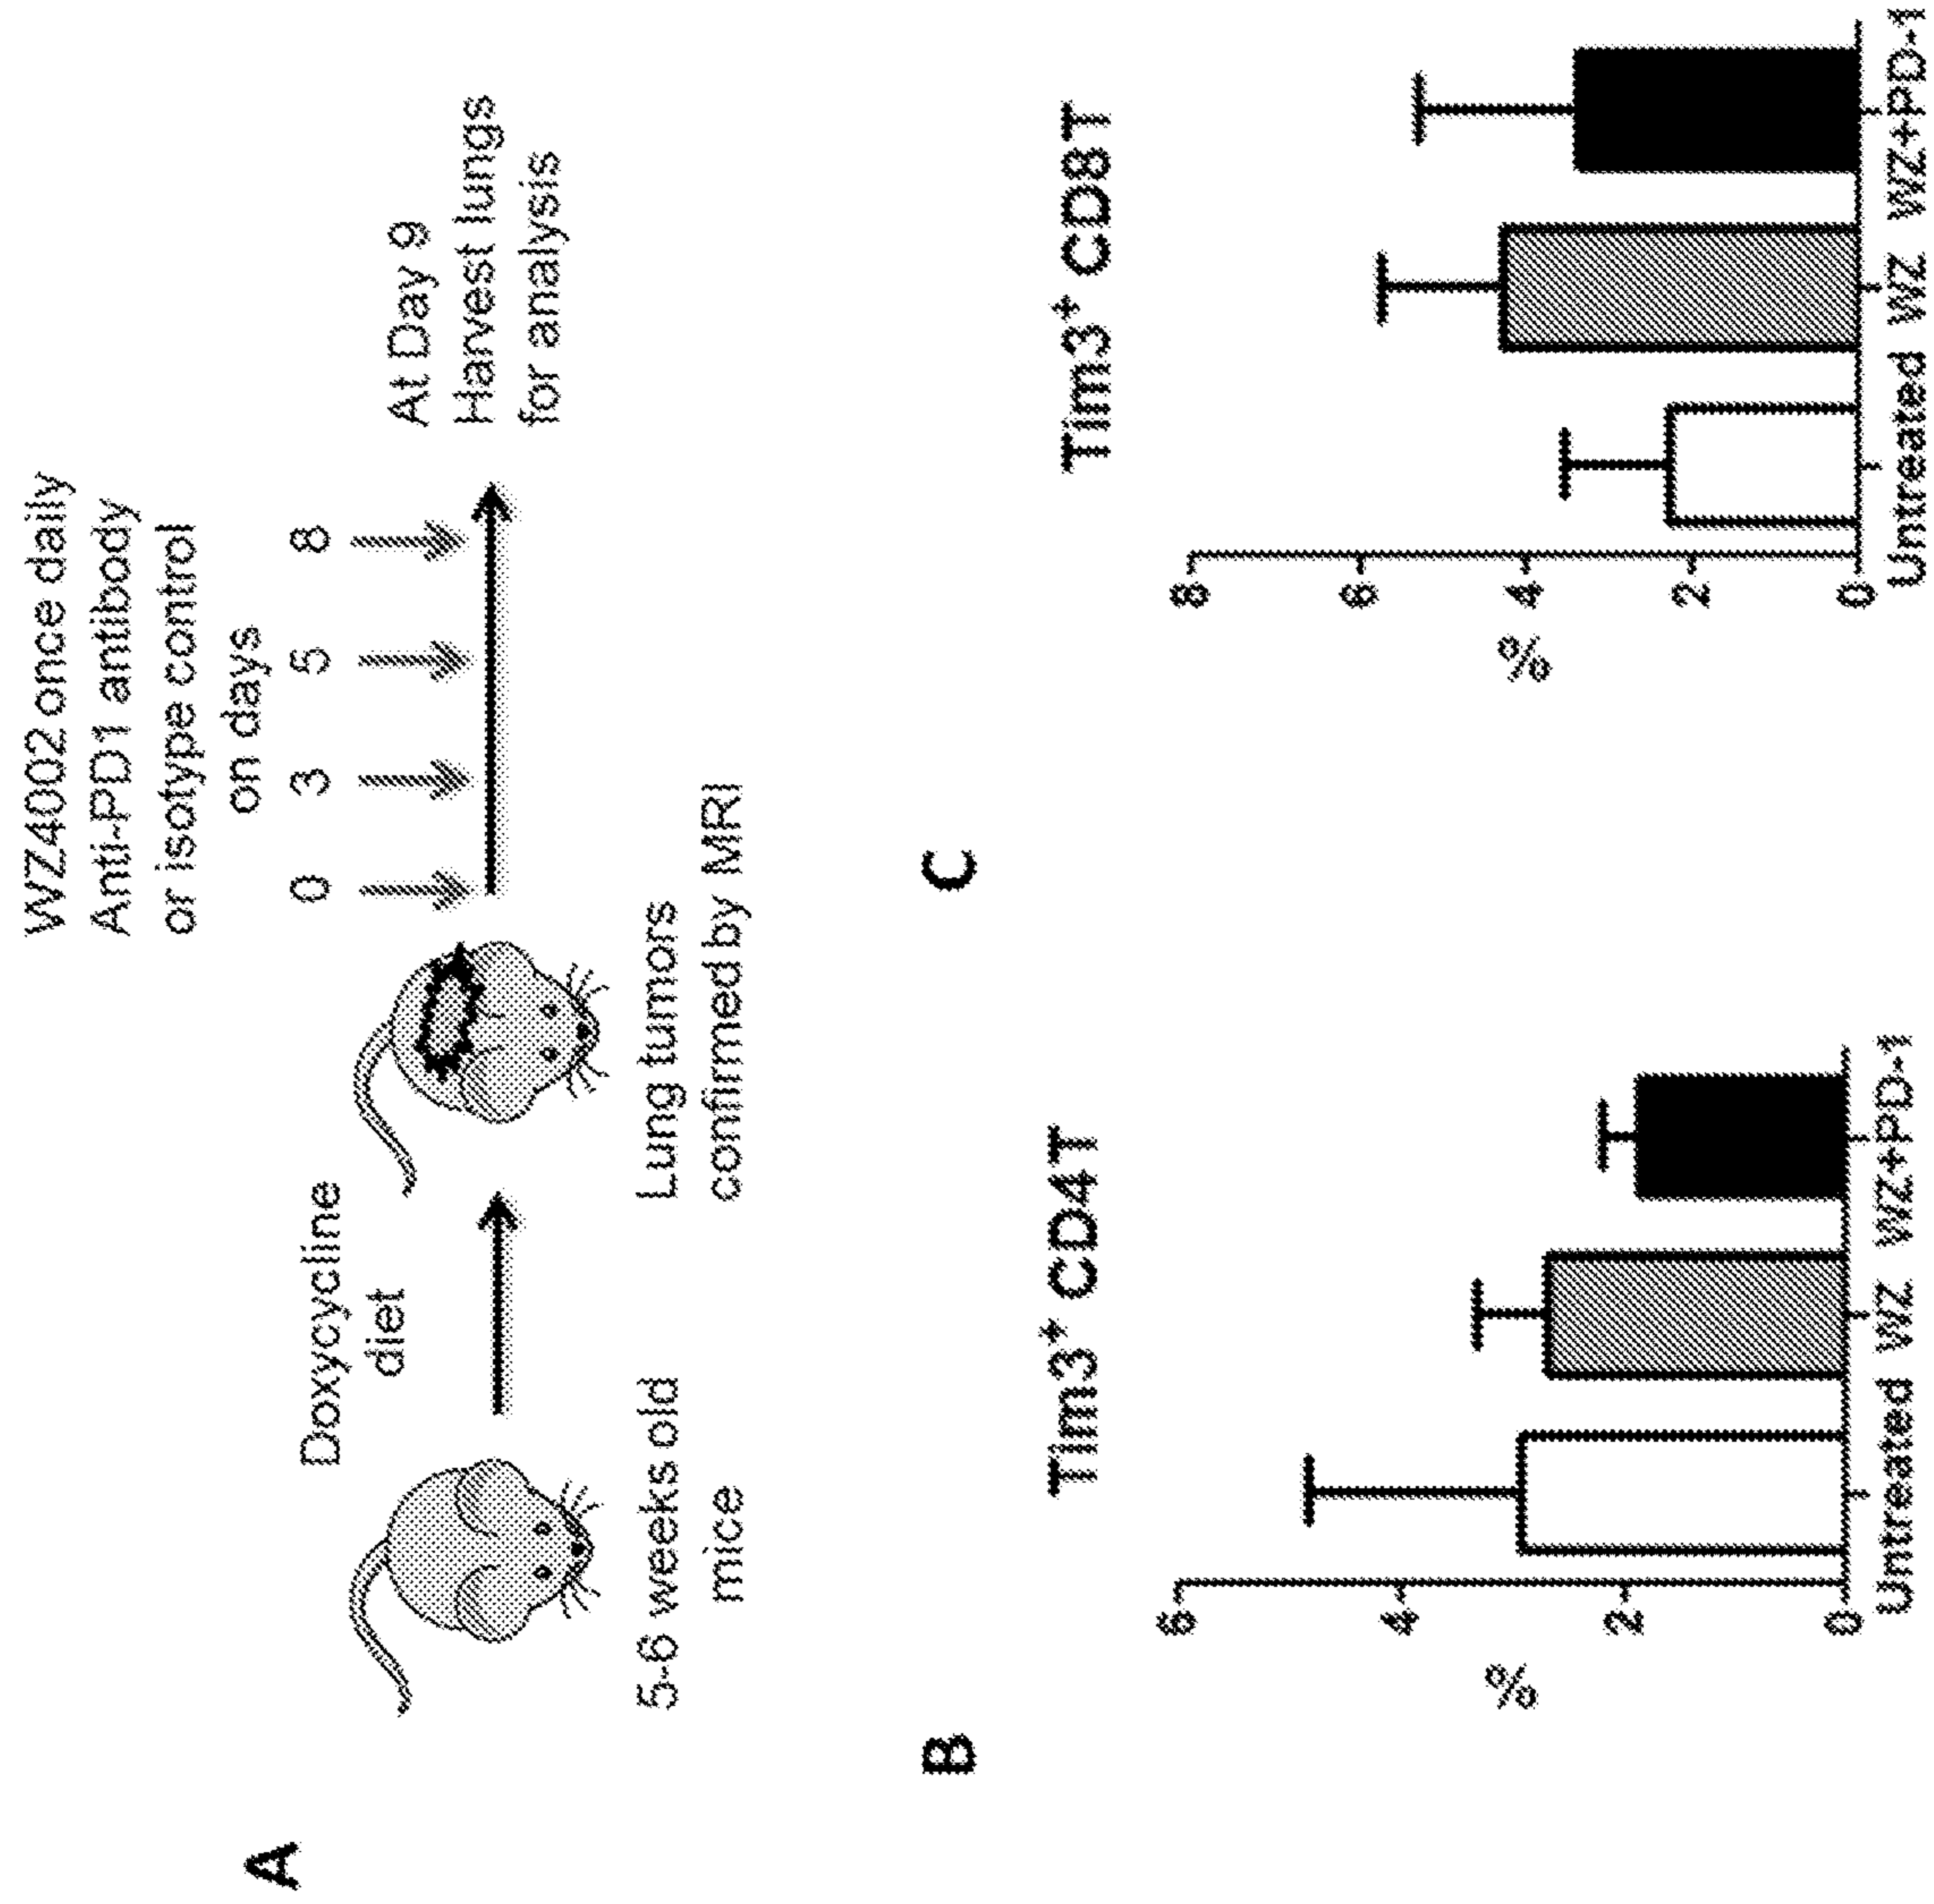 A
Doxycycline
diet
5-6 weeks old
mice
Lung tumors
confirmed by MRI
WZ4002 once daily
Anti-PD1 antibody
or isotype control
on days
0 3 5 8
At Day 9
Harvest lungs
for analysis
B
Tim3⁺ CD4T
%
6
4
2
0
Untreated WZ WZ+PD-1
C
Tim3⁺ CD8T
%
8
6
4
2
0
Untreated WZ WZ+PD-1